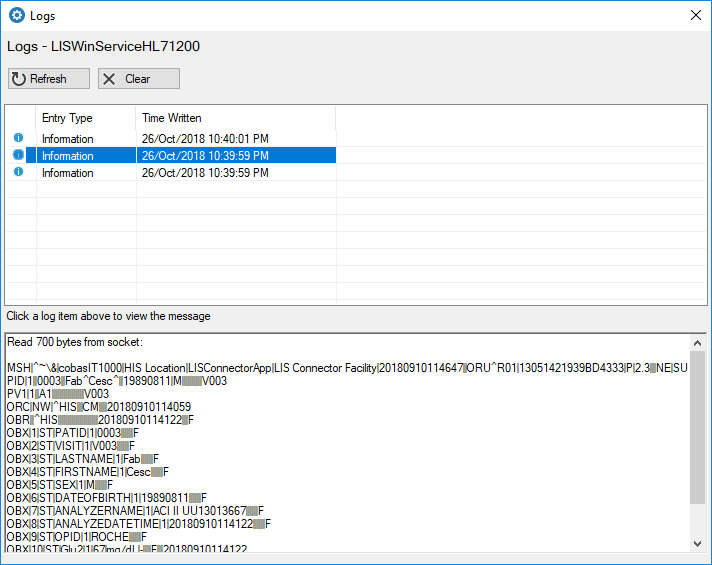 Logs
Logs - LISWinServiceHL71200
Refresh
Clear
Entry Type Time Written
Information 26/Oct/2018 10:40:01 PM
Information 26/Oct/2018 10:39:59 PM
Information 26/Oct/2018 10:39:59 PM
Click a log item above to view the message
Read 700 bytes from socket:
MSH|^~\&|cobasIT1000|HIS Location|LISConnectorApp|LIS Connector Facility|20180910114647||ORU^R01|13051421939BD4333|P|2.3|||NE|SU
PID|1||0003||Fab^Cesc^||19890811|M||||||||||V003
PV1|1||A1||||||||||||||||V003
ORC|NW|^HIS|||CM||||20180910114059
OBR||^HIS||||||||||||||||||||20180910114122|||F
OBX|1|ST|PATID|1|0003||||||F
OBX|2|ST|VISIT|1|V003||||||F
OBX|3|ST|LASTNAME|1|Fab||||||F
OBX|4|ST|FIRSTNAME|1|Cesc||||||F
OBX|5|ST|SEX|1|M||||||F
OBX|6|ST|DATEOFBIRTH|1|19890811||||||F
OBX|7|ST|ANALYZERNAME|1|ACI II UU13013667||||||F
OBX|8|ST|ANALYZEDATETIME|1|20180910114122||||||F
OBX|9|ST|OPID|1|ROCHE||||||F
OBX|10|ST|Glu2|1|67|mg/dL|-||||F|||20180910114122